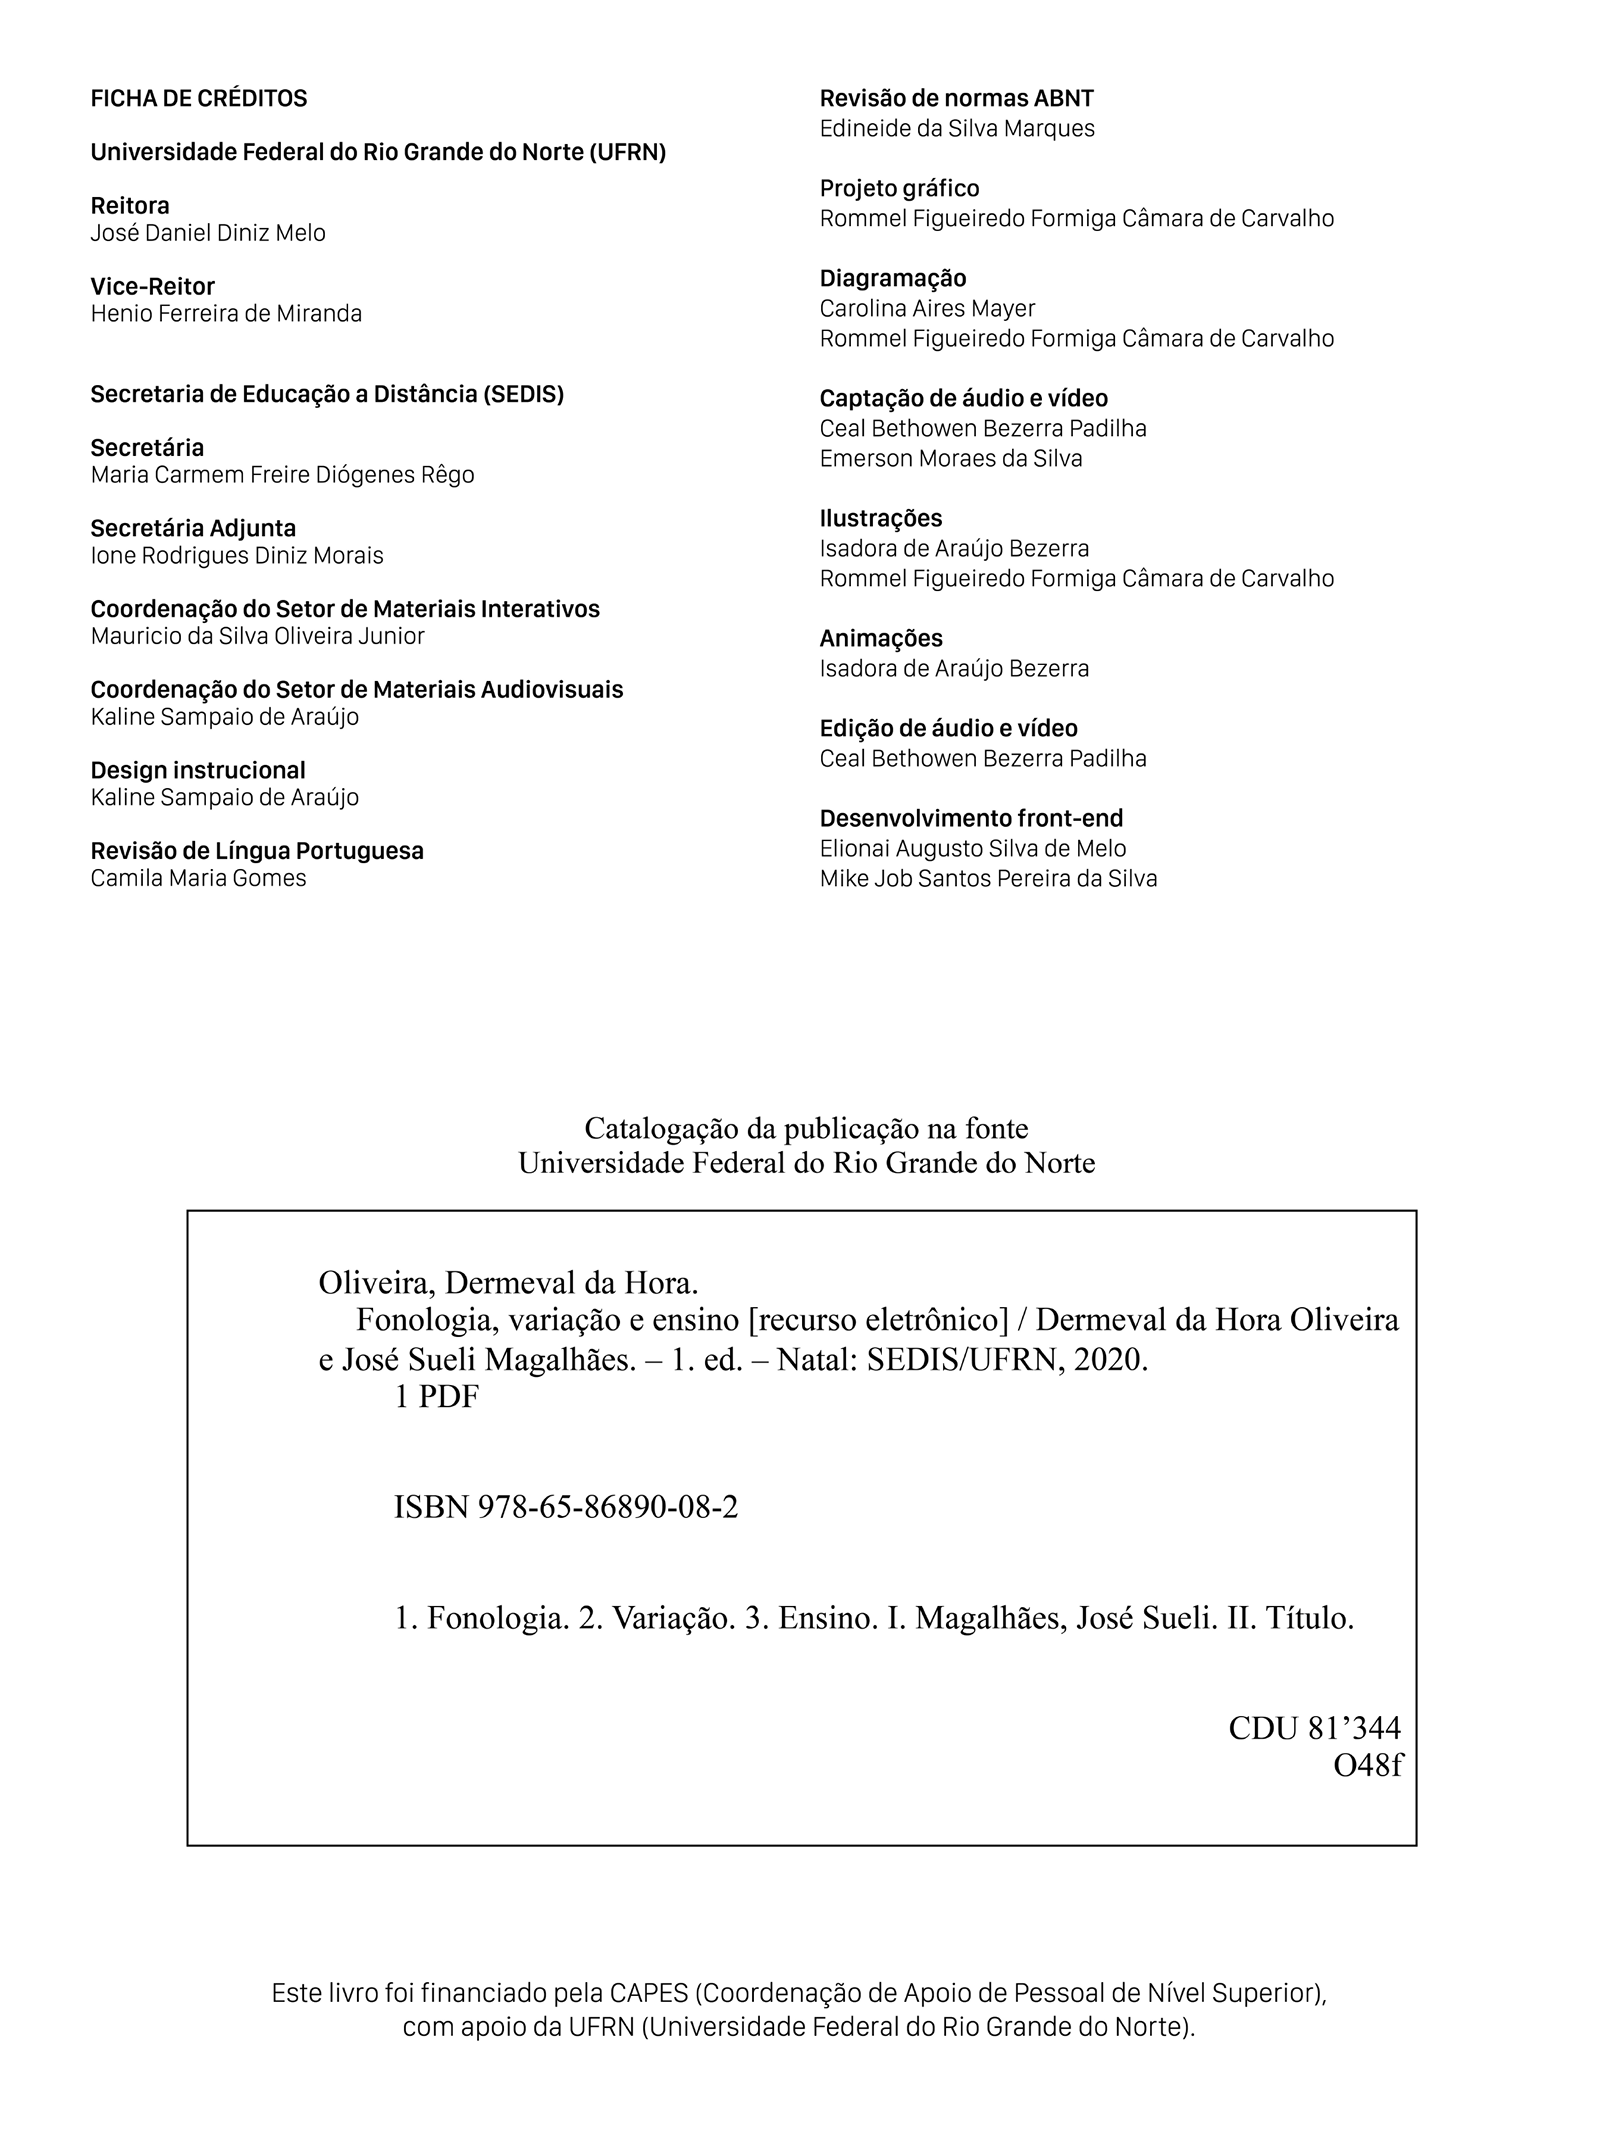 FICHA DE CRÉDITOS
Universidade Federal do Rio Grande do Norte (UFRN)
Reitora
José Daniel Diniz Melo
Vice-Reitor
Henio Ferreira de Miranda
Secretaria de Educação a Distância (SEDIS)
Secretária
Maria Carmem Freire Diógenes Rêgo
Secretária Adjunta
Ione Rodrigues Diniz Morais
Coordenação do Setor de Materiais Interativos
Mauricio da Silva Oliveira Junior
Coordenação do Setor de Materiais Audiovisuais
Kaline Sampaio de Araújo
Design instrucional
Kaline Sampaio de Araújo
Revisão de Língua Portuguesa
Camila Maria Gomes
Revisão de normas ABNT
Edineide da Silva Marques
Projeto gráfico
Rommel Figueiredo Formiga Câmara de Carvalho
Diagramação
Carolina Aires Mayer
Rommel Figueiredo Formiga Câmara de Carvalho
Captação de áudio e vídeo
Ceal Bethowen Bezerra Padilha
Emerson Moraes da Silva
Ilustrações
Isadora de Araújo Bezerra
Rommel Figueiredo Formiga Câmara de Carvalho
Animações
Isadora de Araújo Bezerra
Edição de áudio e vídeo
Ceal Bethowen Bezerra Padilha
Desenvolvimento front-end
Elionai Augusto Silva de Melo
Mike Job Santos Pereira da Silva
Catalogação da publicação na fonte
Universidade Federal do Rio Grande do Norte
Oliveira, Dermeval da Hora.
Fonologia, variação e ensino [recurso eletrônico] / Dermeval da Hora Oliveira
e José Sueli Magalhães. – 1. ed. – Natal: SEDIS/UFRN, 2020.
1 PDF
ISBN 978-65-86890-08-2
1. Fonologia. 2. Variação. 3. Ensino. I. Magalhães, José Sueli. II. Título.
CDU 81’344
O48f
Este livro foi financiado pela CAPES (Coordenação de Apoio de Pessoal de Nível Superior),
com apoio da UFRN (Universidade Federal do Rio Grande do Norte).